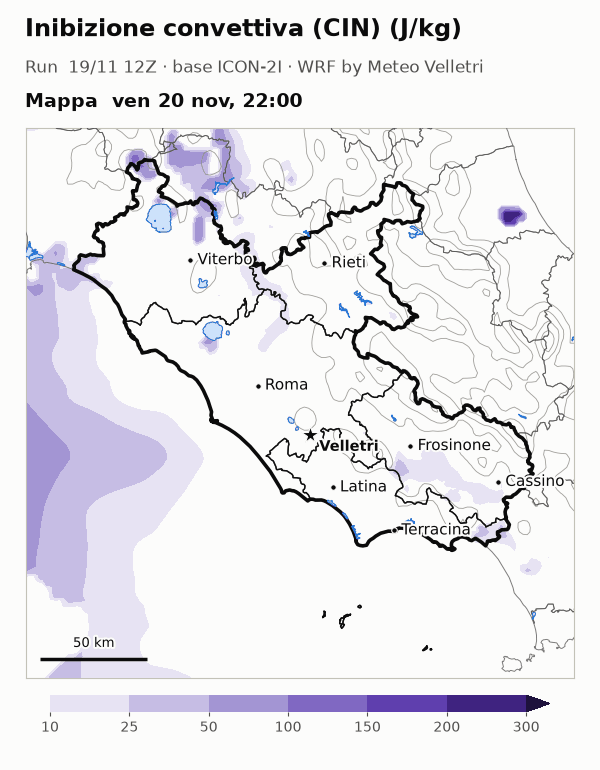 Inibizione convettiva (CIN) (J/kg)
Run  19/11 12Z · base ICON-2I · WRF by Meteo Velletri
Mappa  ven 20 nov, 22:00
Viterbo
Rieti
Roma
Velletri
Frosinone
Cassino
Latina
Terracina
50 km
10 25 50 100 150 200 300